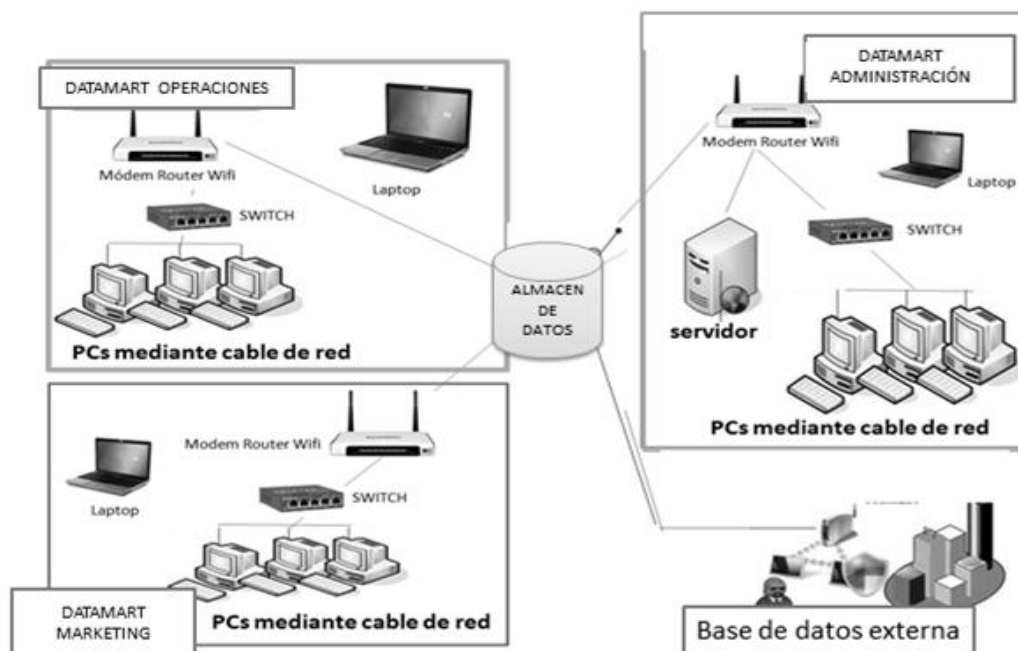 DATAMART OPERACIONES
Módem Router Wifi
Laptop
SWITCH
PCs mediante cable de red
DATAMART
ADMINISTRACIÓN
Modem Router Wifi
Laptop
SWITCH
servidor
PCs mediante cable de red
ALMACEN
DE
DATOS
Modem Router Wifi
Laptop
SWITCH
PCs mediante cable de red
DATAMART
MARKETING
Base de datos externa